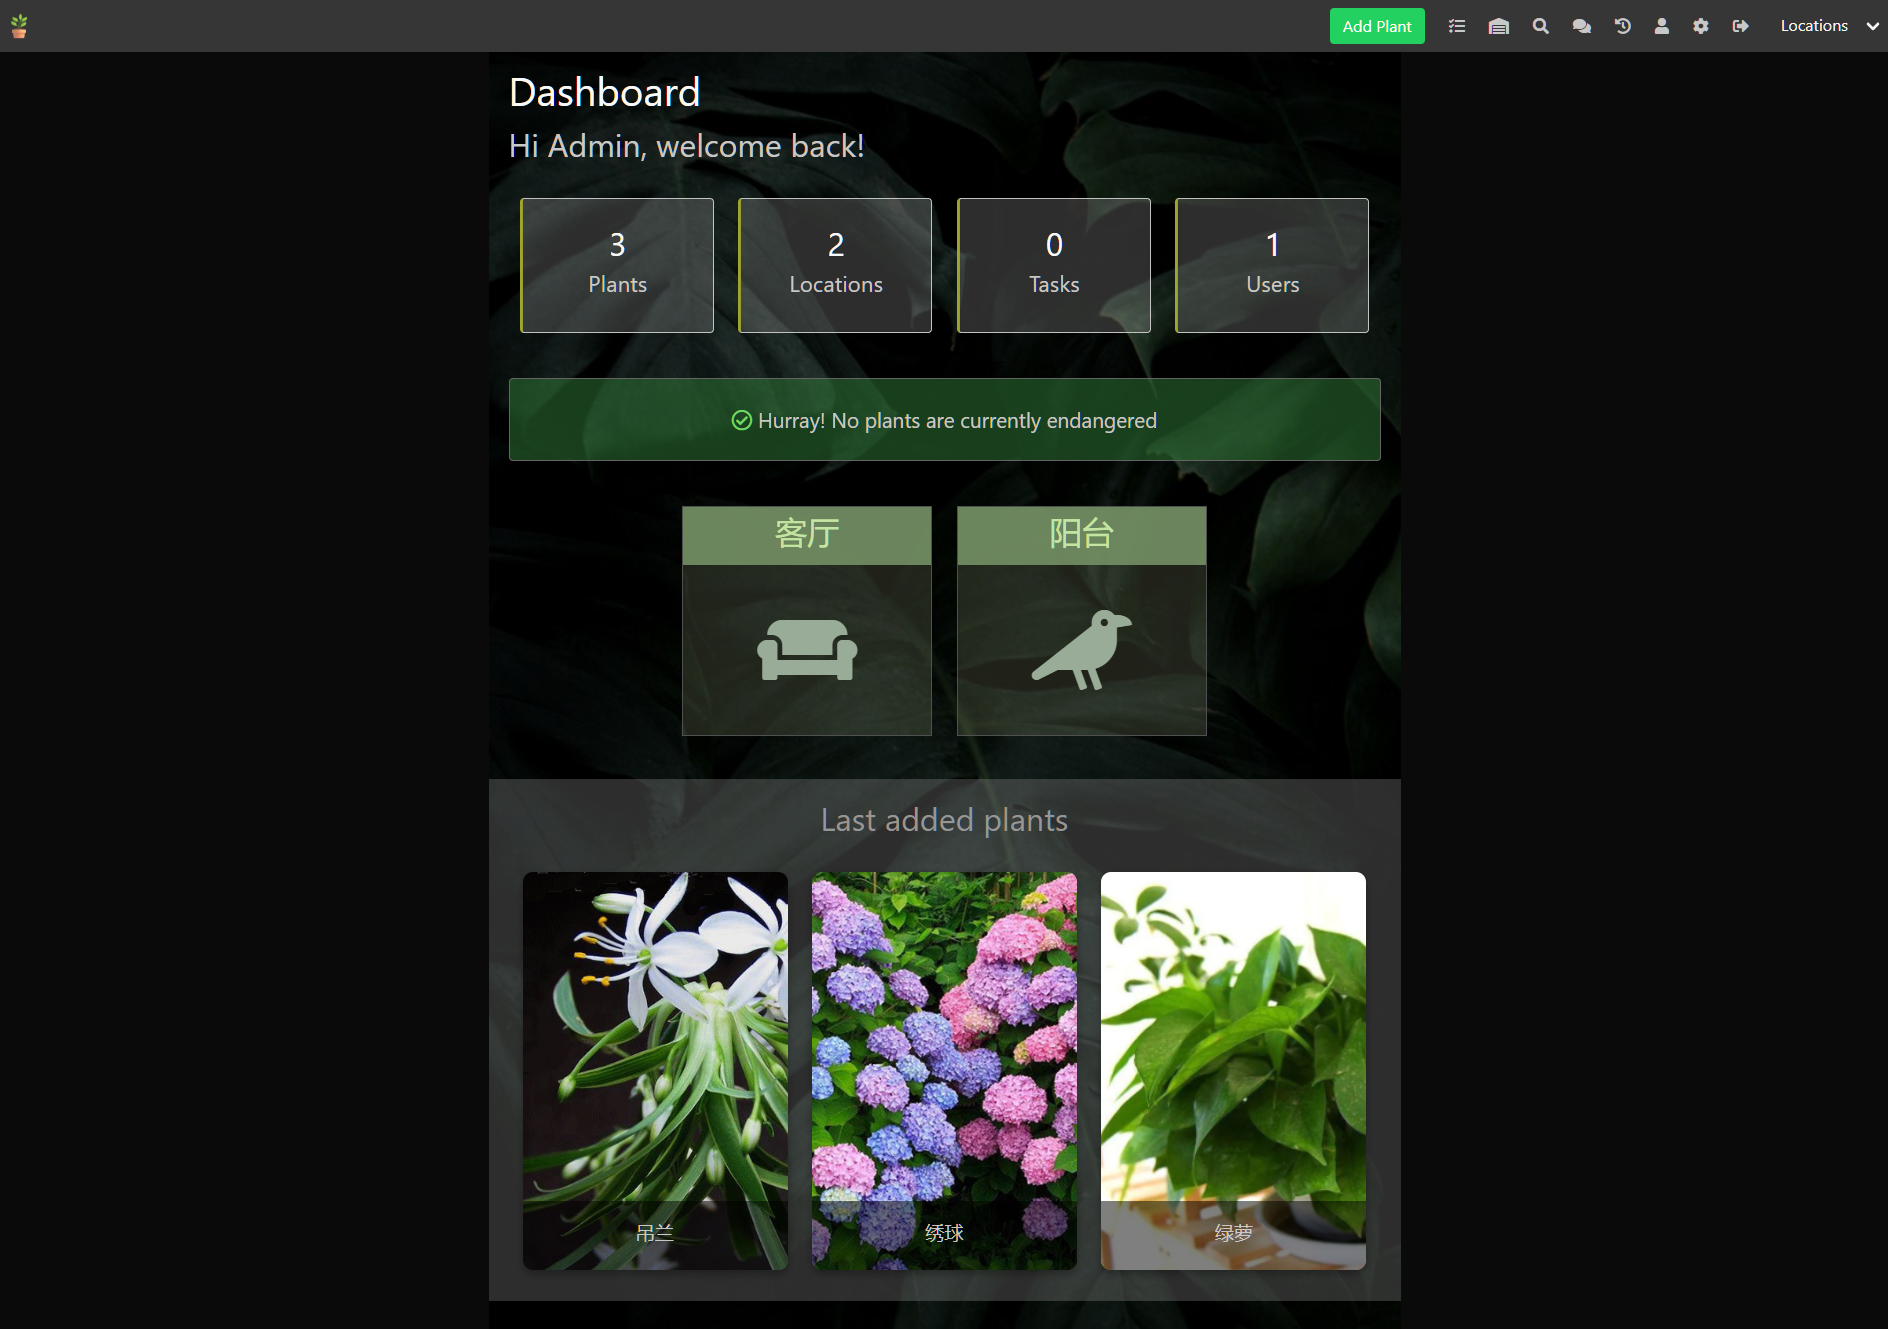 Add Plant
Locations
Dashboard
Hi Admin, welcome back!
3
Plants
2
Locations
0
Tasks
1
Users
Hurray! No plants are currently endangered
客厅
阳台
Last added plants
吊兰
绣球
绿萝